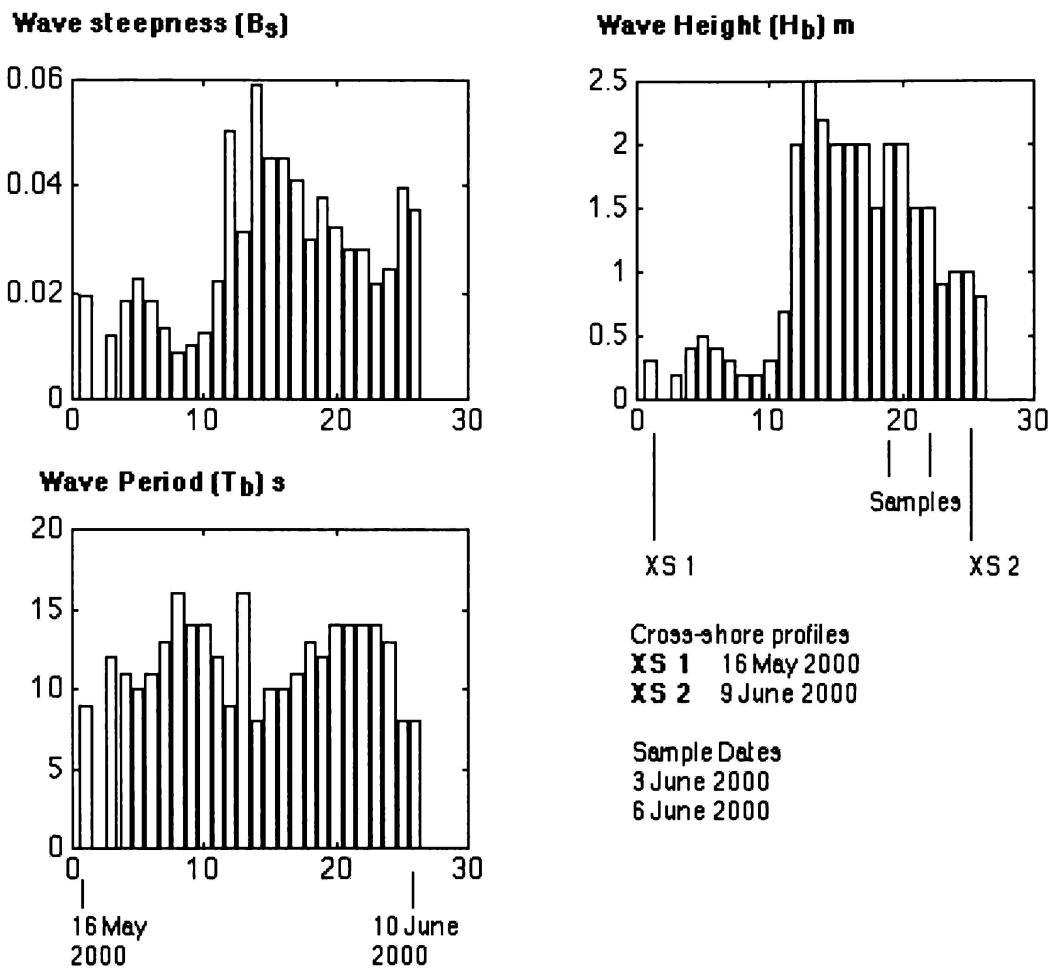 Wave steepness (Bs)
0.06
0.04
0.02
0
0 10 20 30
Wave Height (Hb) m
2.5
2
1.5
1
0.5
0
0 10 20 30
Samples
XS 1 XS 2
Wave Period (Tb) s
20
15
10
5
0
0 10 20 30
16 May
2000
10 June
2000
Cross-shore profiles
XS 1 16 May 2000
XS 2 9 June 2000
Sample Dates
3 June 2000
6 June 2000